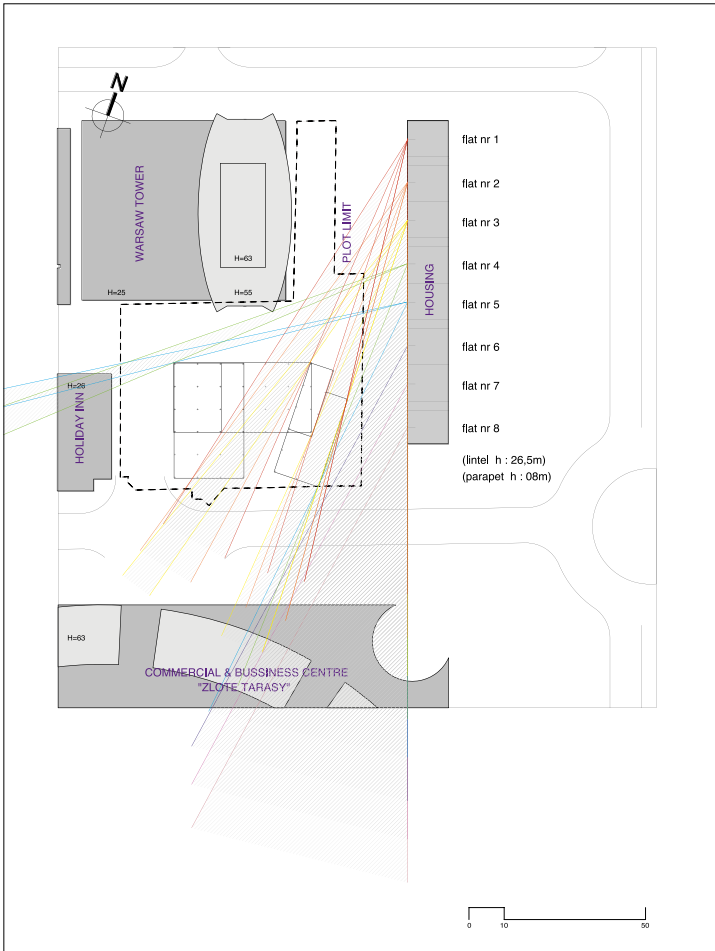 N
flat nr 1
flat nr 2
WARSAW TOWER
PLOT LIMIT
flat nr 3
H=63
flat nr 4
H=25
H=55
HOUSING
flat nr 5
flat nr 6
H=26
HOLIDAY INN
flat nr 7
flat nr 8
(lintel h : 26,5m)
(parapet h : 08m)
H=63
COMMERCIAL & BUSSINESS CENTRE
"ZLOTE TARASY"
0 10 50